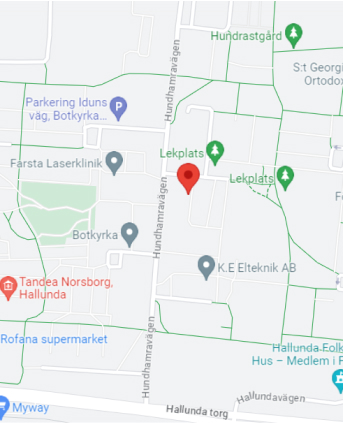 Hundrastgård
S:t Georgi
Ortodox
Hundhamravägen
Parkering Iduns
väg, Botkyrka...
P
Farsta Laserklinik
Lekplats
Lekplats
Hundhamravägen
Botkyrka
K.E Elteknik AB
Tandea Norsborg,
Hallunda
Rofana supermarket
Hundhamravägen
Hallunda Folk
Hus – Medlem i F
Hallundavägen
Myway
Hallunda torg